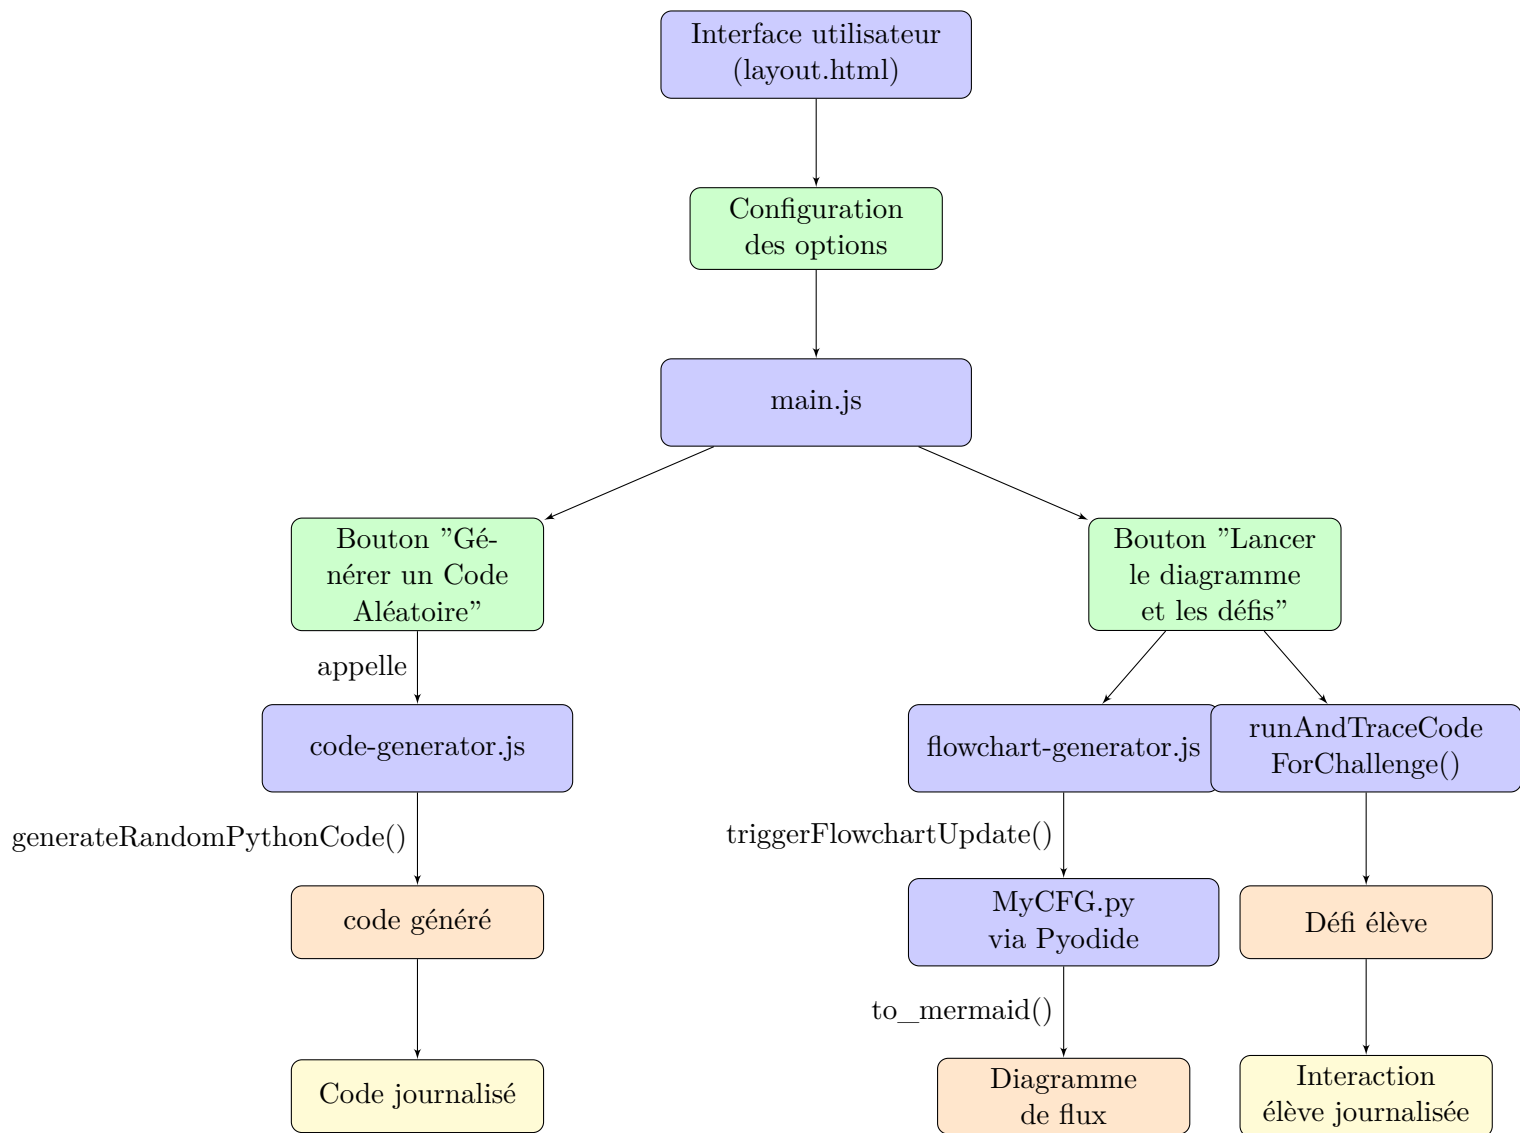 Interface utilisateur
(layout.html)
Configuration
des options
main.js
Bouton ”Gé-
nérer un Code
Aléatoire”
Bouton ”Lancer
le diagramme
et les défis”
appelle
code-generator.js
flowchart-generator.js
runAndTraceCode
ForChallenge()
generateRandomPythonCode()
triggerFlowchartUpdate()
code généré
MyCFG.py
via Pyodide
Défi élève
to_mermaid()
Code journalisé
Diagramme
de flux
Interaction
élève journalisée